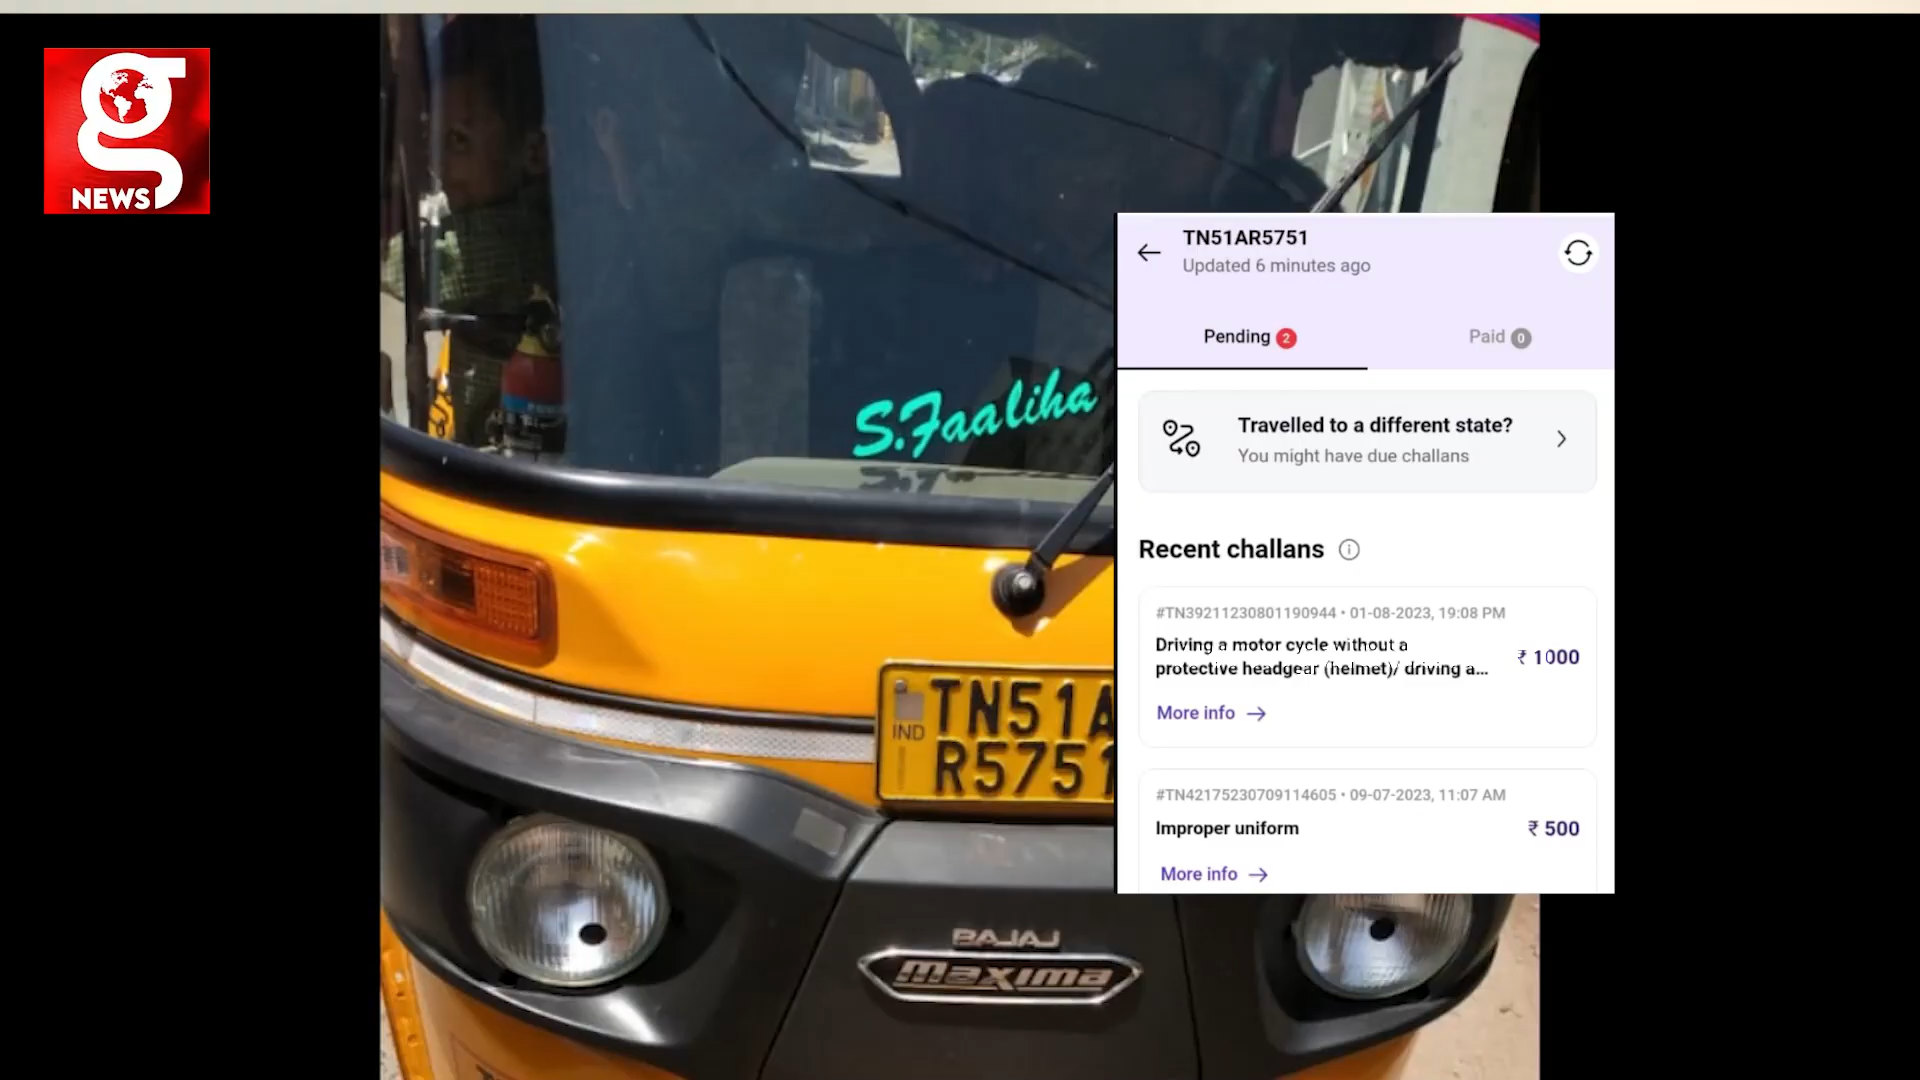 NEWS
S.Faaliha
IND
TN51A
R5751
BAJAJ
maxima
TN51AR5751
Updated 6 minutes ago
Pending 2
Paid 0
Travelled to a different state?
You might have due challans
Recent challans
#TN39211230801190944 • 01-08-2023, 19:08 PM
Driving a motor cycle without a
protective headgear (helmet)/ driving a...
₹ 1000
More info
#TN42175230709114605 • 09-07-2023, 11:07 AM
Improper uniform
₹ 500
More info